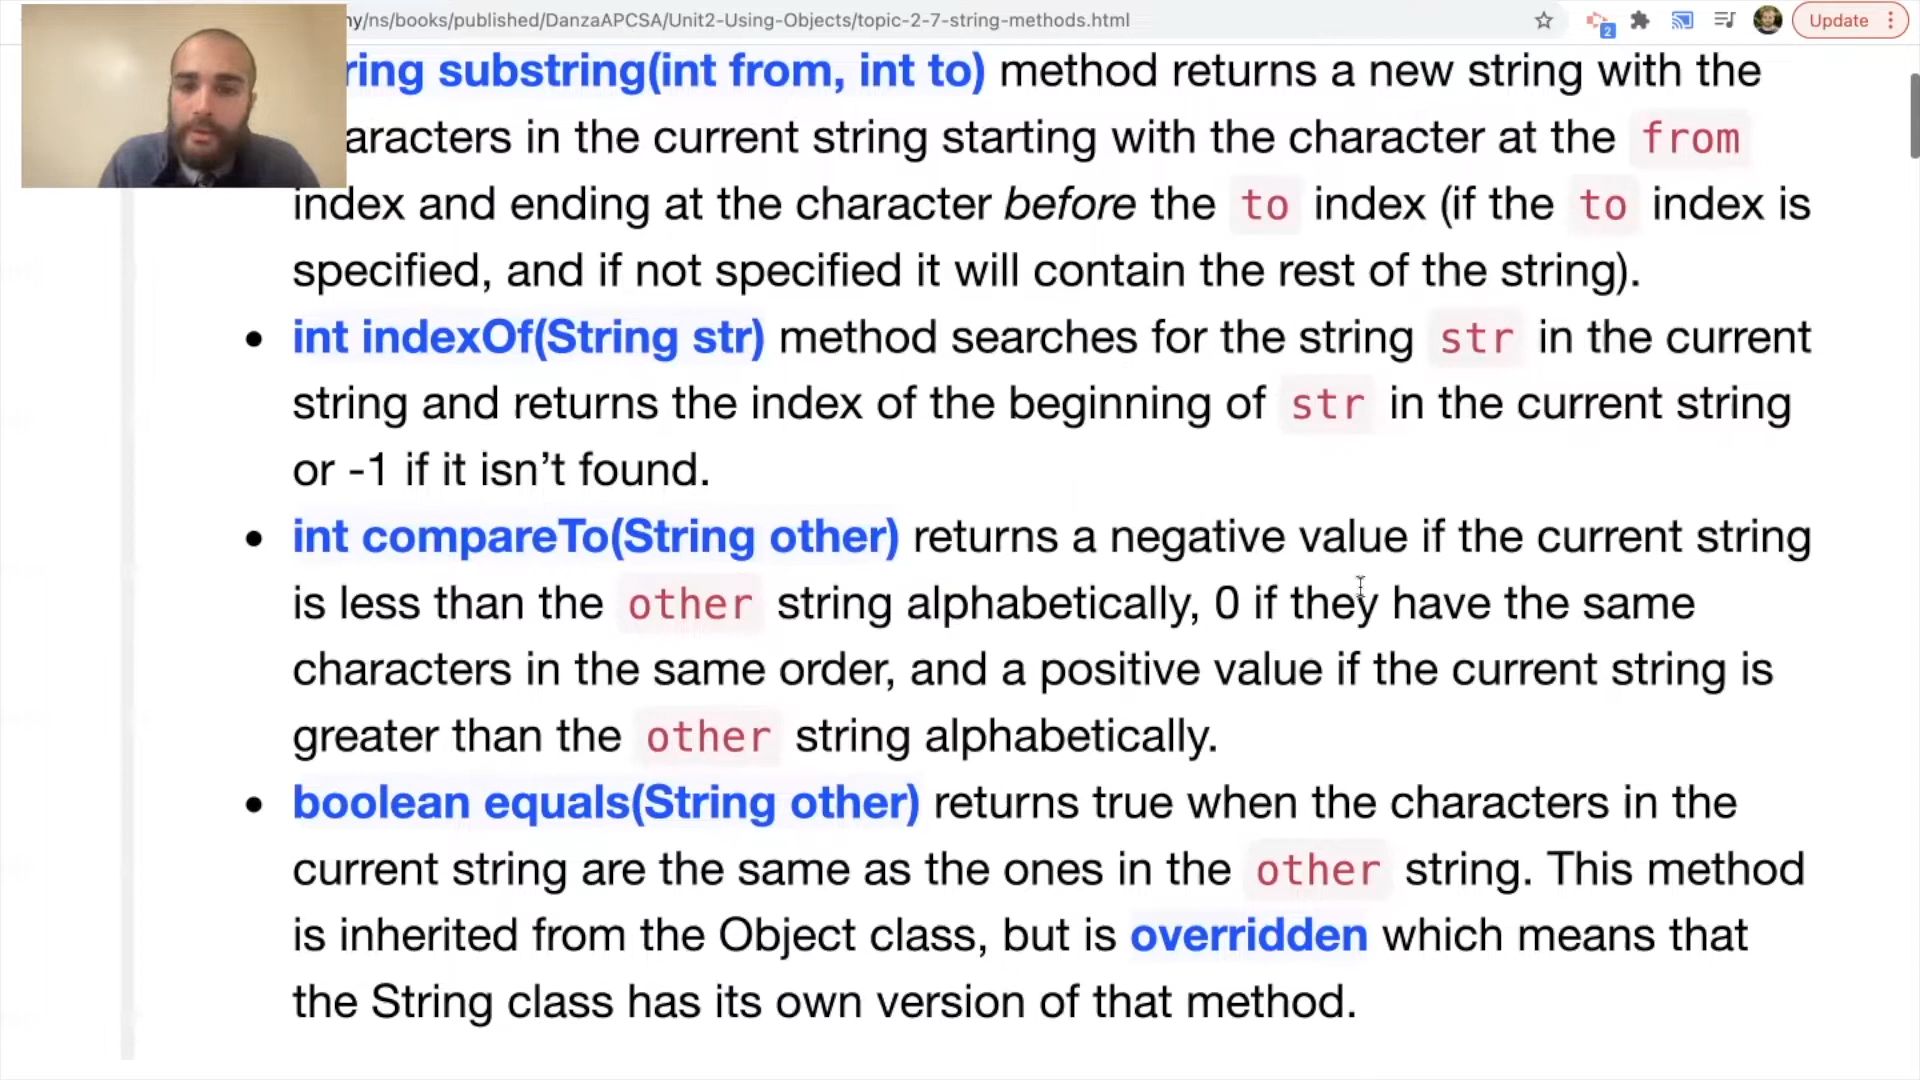 ny/ns/books/published/DanzaAPCSA/Unit2-Using-Objects/topic-2-7-string-methods.html
2
Update
ring substring(int from, int to) method returns a new string with the
aracters in the current string starting with the character at the from
index and ending at the character before the to index (if the to index is
specified, and if not specified it will contain the rest of the string).
• int indexOf(String str) method searches for the string str in the current
string and returns the index of the beginning of str in the current string
or -1 if it isn’t found.
• int compareTo(String other) returns a negative value if the current string
is less than the other string alphabetically, 0 if they have the same
characters in the same order, and a positive value if the current string is
greater than the other string alphabetically.
• boolean equals(String other) returns true when the characters in the
current string are the same as the ones in the other string. This method
is inherited from the Object class, but is overridden which means that
the String class has its own version of that method.